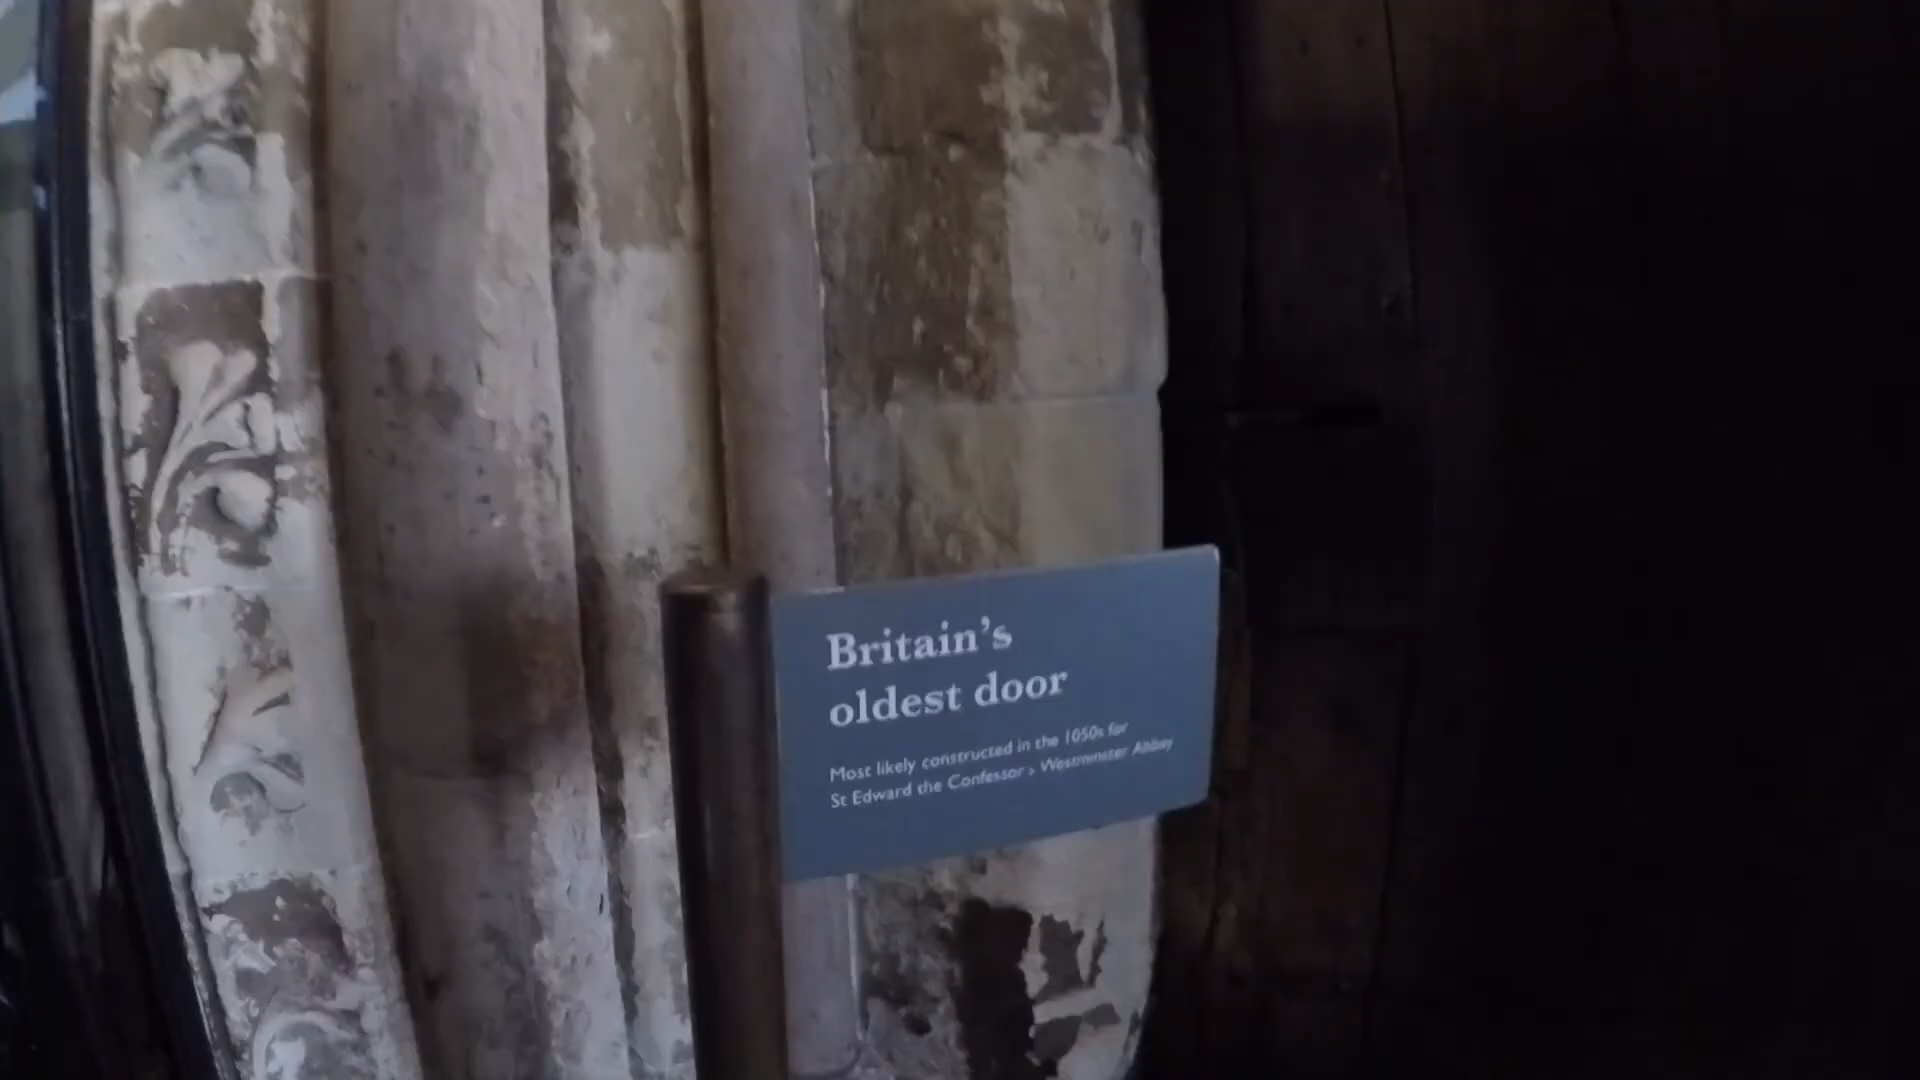 Britain's
oldest door
Most likely constructed in the 1050s for
St Edward the Confessor's Westminster Abbey